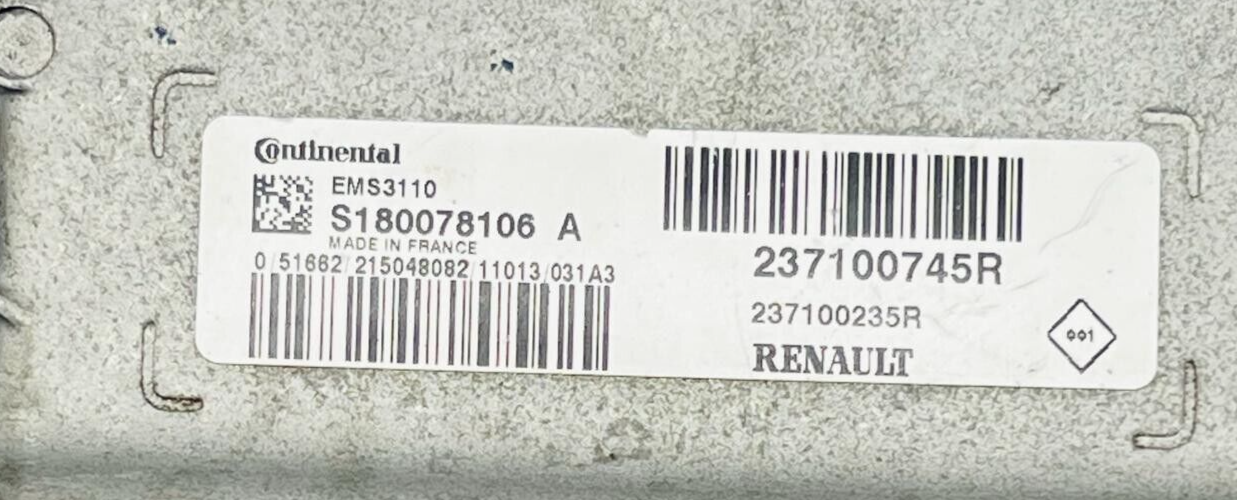 Continental
EMS3110
S180078106 A
MADE IN FRANCE
0/51662/215048082/11013/031A3
237100745R
237100235R
RENAULT
001